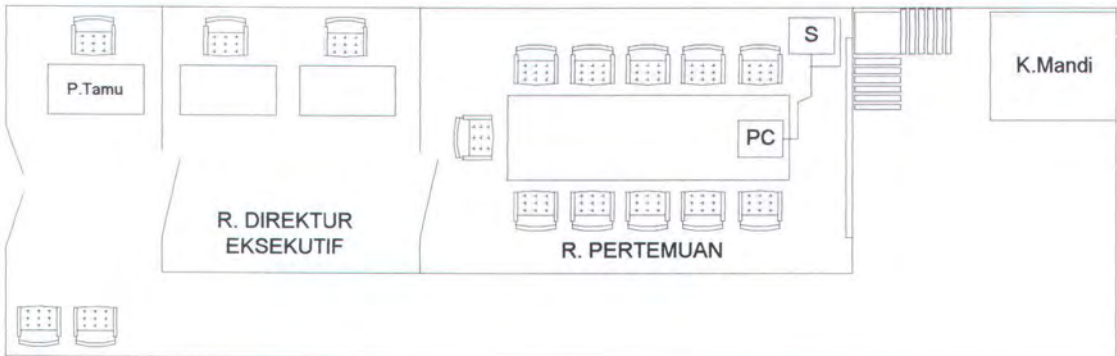 P.Tamu
R. DIREKTUR
EKSEKUTIF
S
PC
R. PERTEMUAN
K.Mandi